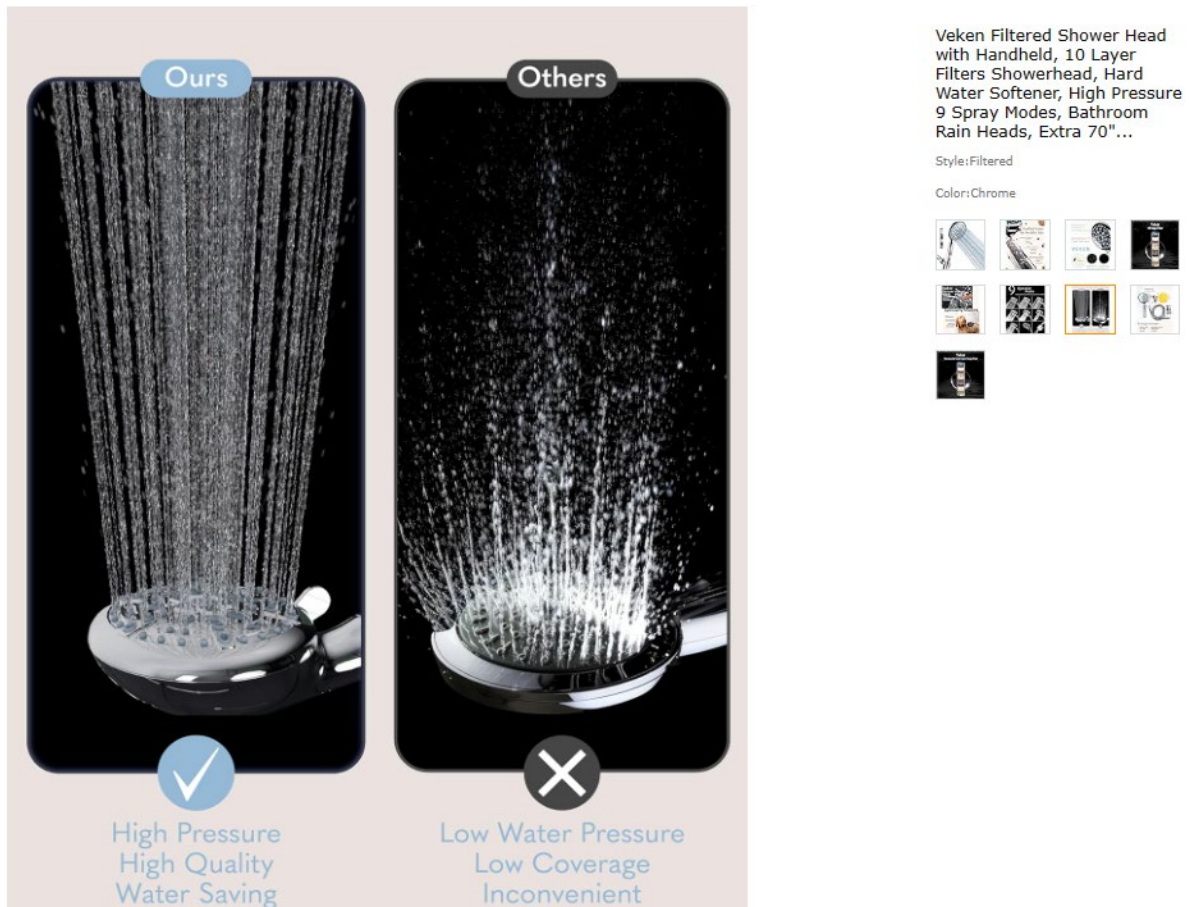 Ours
Others
High Pressure
High Quality
Water Saving
Low Water Pressure
Low Coverage
Inconvenient
Veken Filtered Shower Head
with Handheld, 10 Layer
Filters Showerhead, Hard
Water Softener, High Pressure
9 Spray Modes, Bathroom
Rain Heads, Extra 70"...
Style:Filtered
Color:Chrome